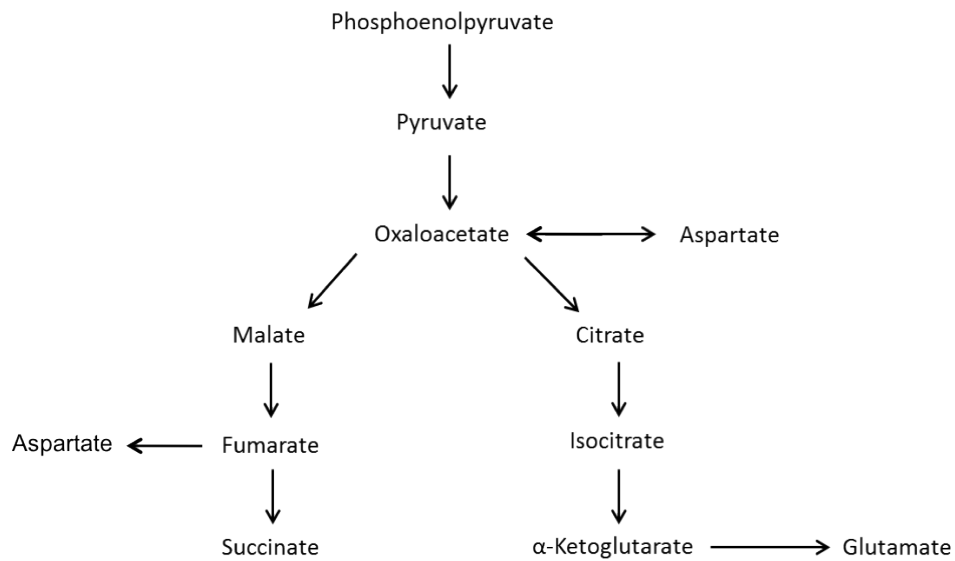 Phosphoenolpyruvate
Pyruvate
Oxaloacetate
Aspartate
Malate
Citrate
Aspartate
Fumarate
Isocitrate
Succinate
α-Ketoglutarate
Glutamate